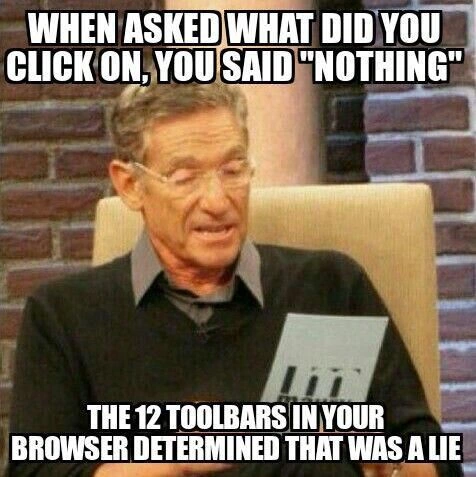 WHEN ASKED WHAT DID YOU
CLICK ON, YOU SAID "NOTHING"
THE 12 TOOLBARS IN YOUR
BROWSER DETERMINED THAT WAS A LIE